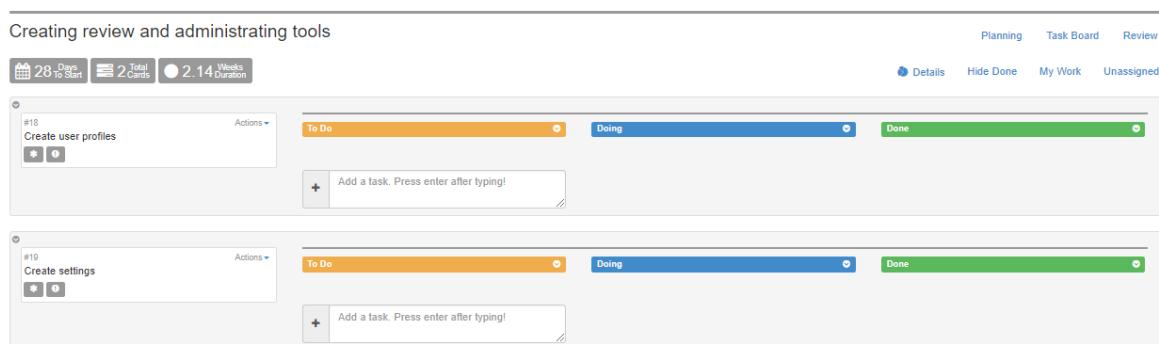 Creating review and administrating tools
Planning Task Board Review
28 Days To Start 2 Total Cards 2.14 Weeks Duration
Details Hide Done My Work Unassigned
#18 Actions
Create user profiles
To Do Doing Done
Add a task. Press enter after typing!
#19 Actions
Create settings
To Do Doing Done
Add a task. Press enter after typing!